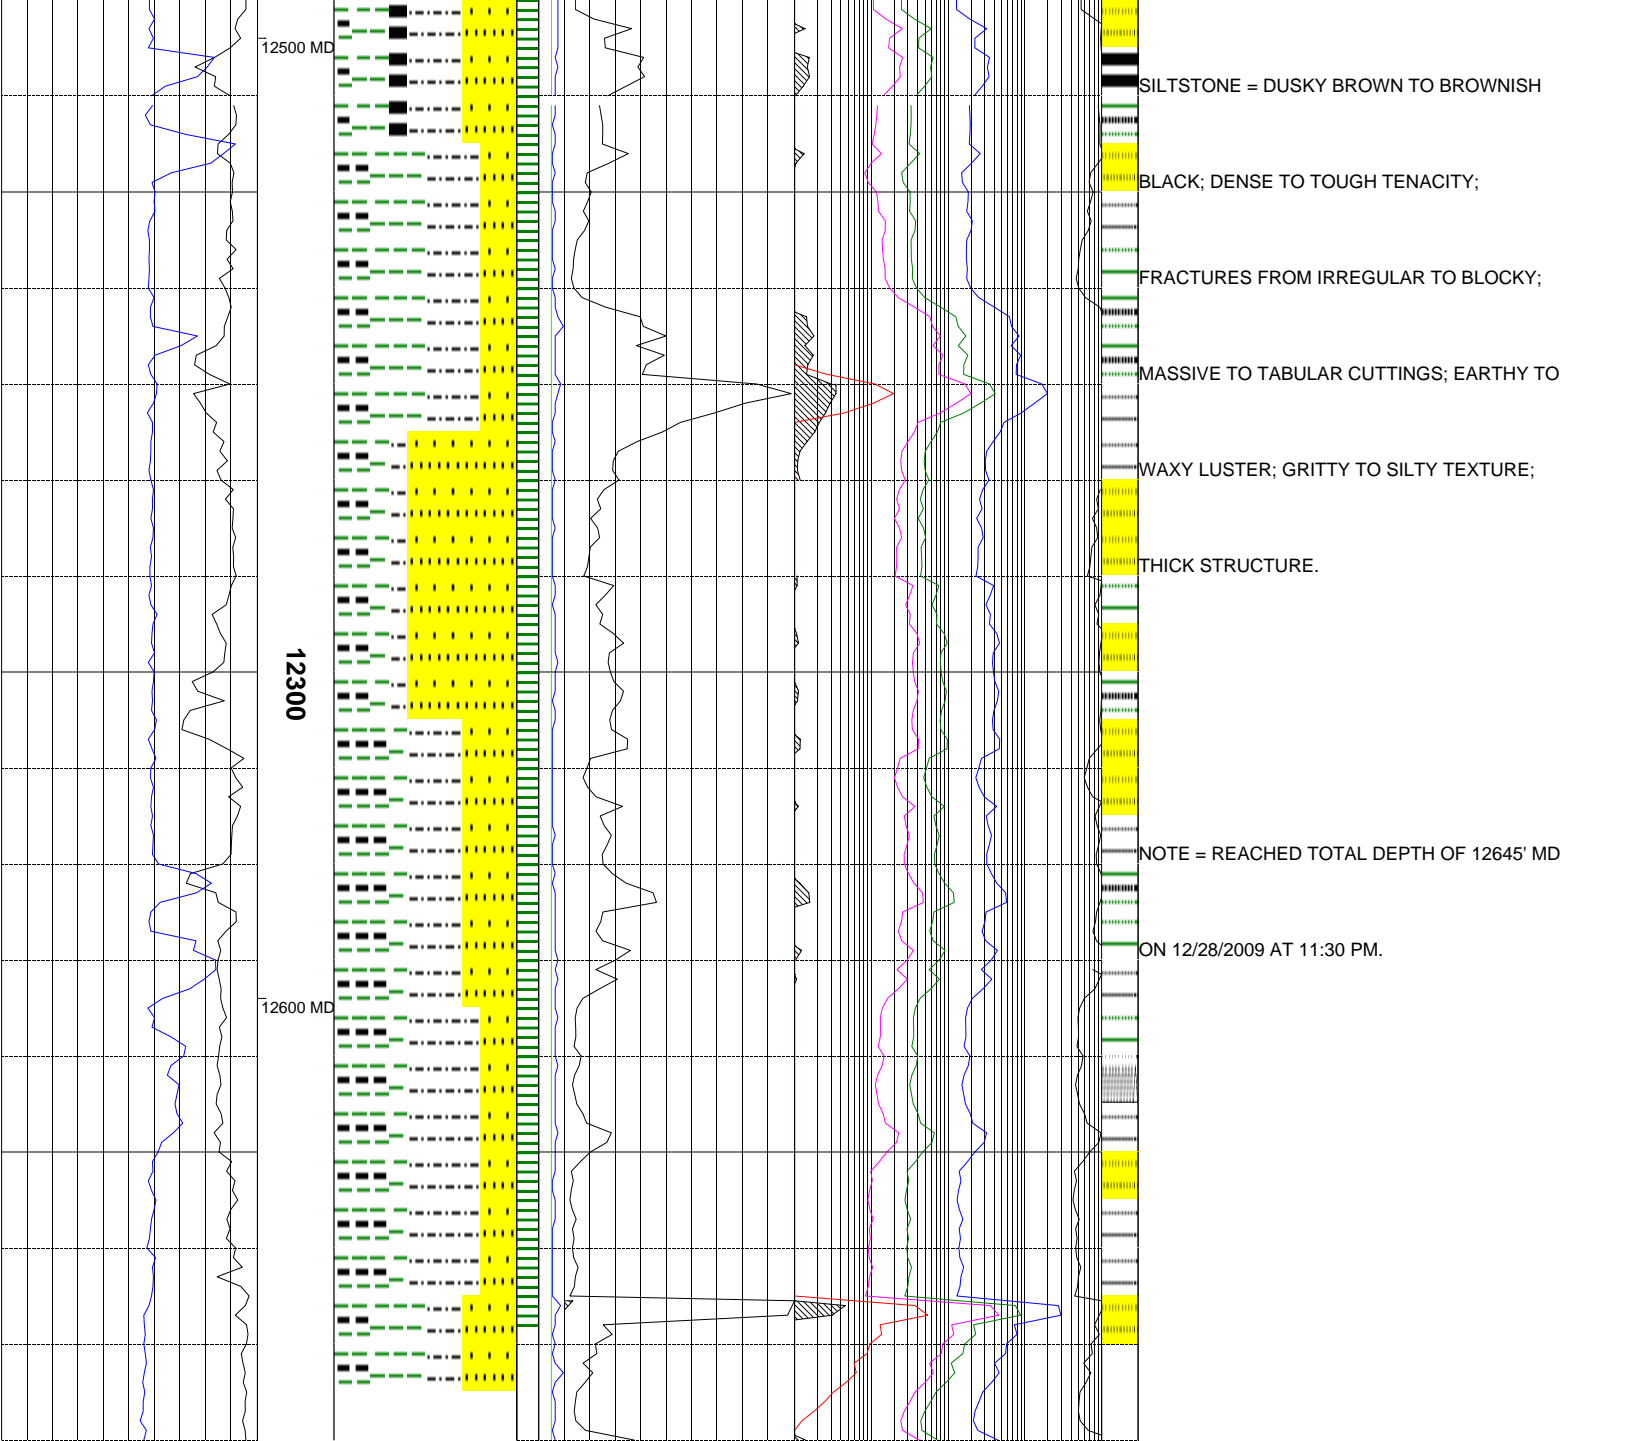 12500 MD
SILTSTONE = DUSKY BROWN TO BROWNISH
BLACK; DENSE TO TOUGH TENACITY;
FRACTURES FROM IRREGULAR TO BLOCKY;
MASSIVE TO TABULAR CUTTINGS; EARTHY TO
WAXY LUSTER; GRITTY TO SILTY TEXTURE;
THICK STRUCTURE.
12300
NOTE = REACHED TOTAL DEPTH OF 12645' MD
ON 12/28/2009 AT 11:30 PM.
12600 MD